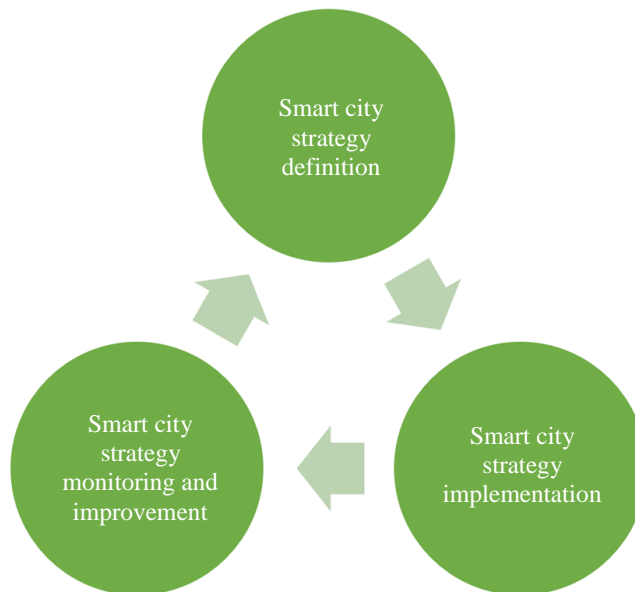 Smart city
strategy
definition
Smart city
strategy
monitoring and
improvement
Smart city
strategy
implementation